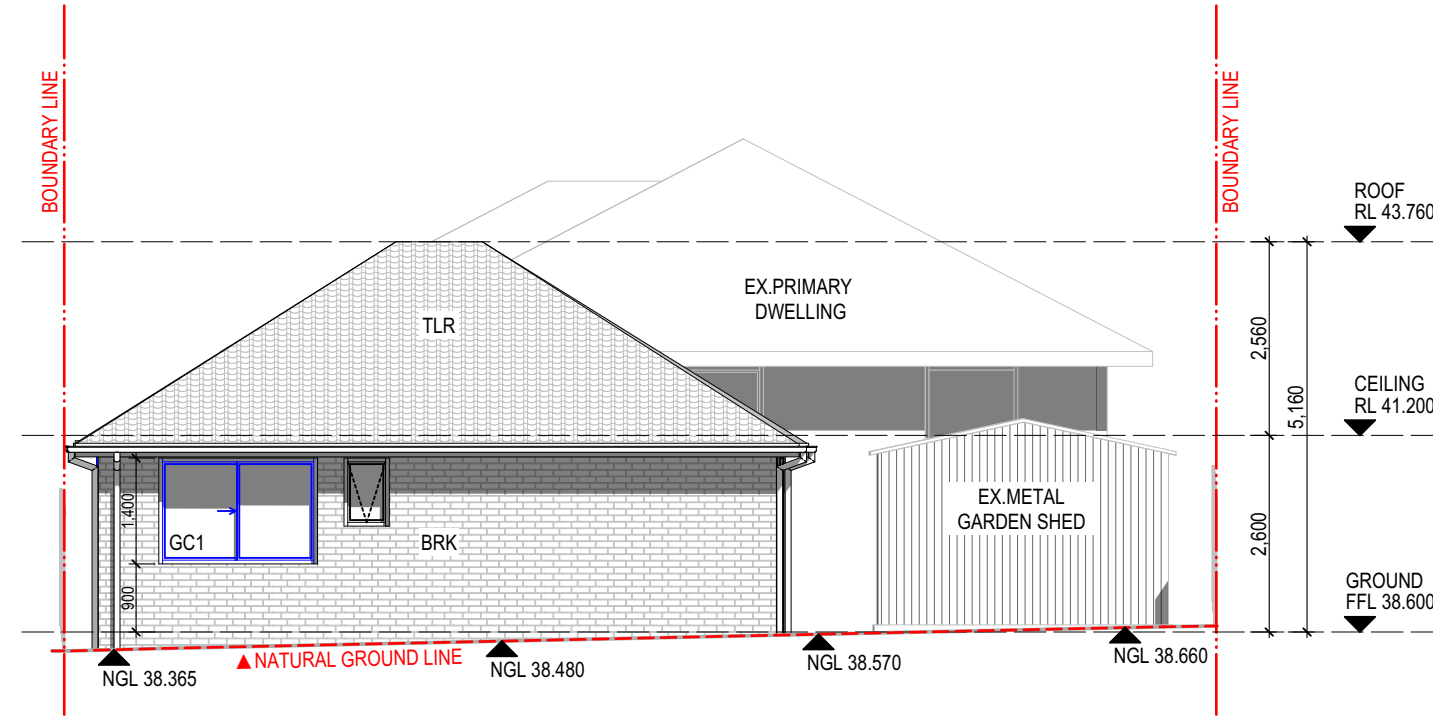 BOUNDARY LINE
BOUNDARY LINE
ROOF
RL 43.760
EX.PRIMARY
DWELLING
TLR
2,560
5,160
CEILING
RL 41.200
1,400
GC1
BRK
EX.METAL
GARDEN SHED
2,600
900
GROUND
FFL 38.600
NATURAL GROUND LINE
NGL 38.365
NGL 38.480
NGL 38.570
NGL 38.660